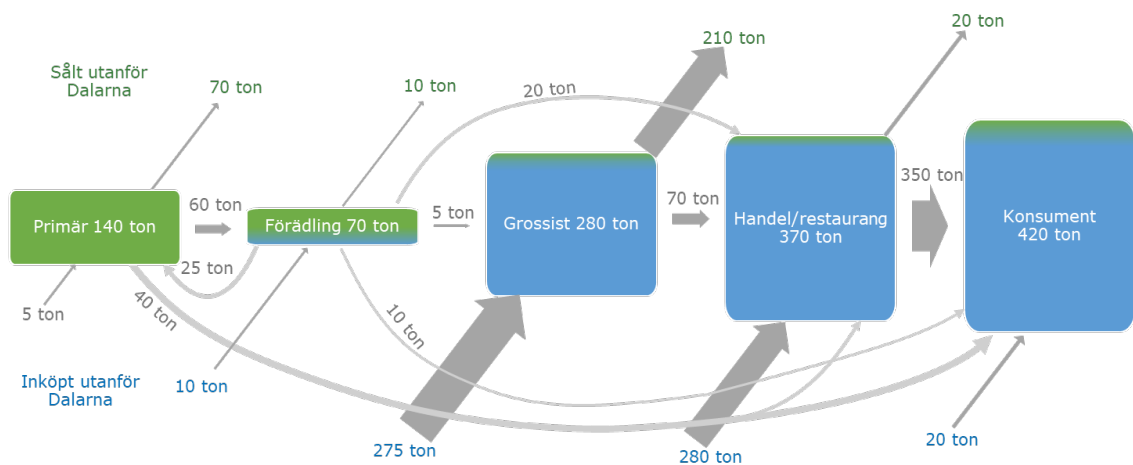 20 ton
210 ton
Sålt utanför
Dalarna
70 ton
10 ton
20 ton
350 ton
60 ton
5 ton
70 ton
Primär 140 ton
Förädling 70 ton
Grossist 280 ton
Handel/restaurang
370 ton
Konsument
420 ton
25 ton
5 ton
40 ton
10 ton
Inköpt utanför
Dalarna
10 ton
275 ton
280 ton
20 ton